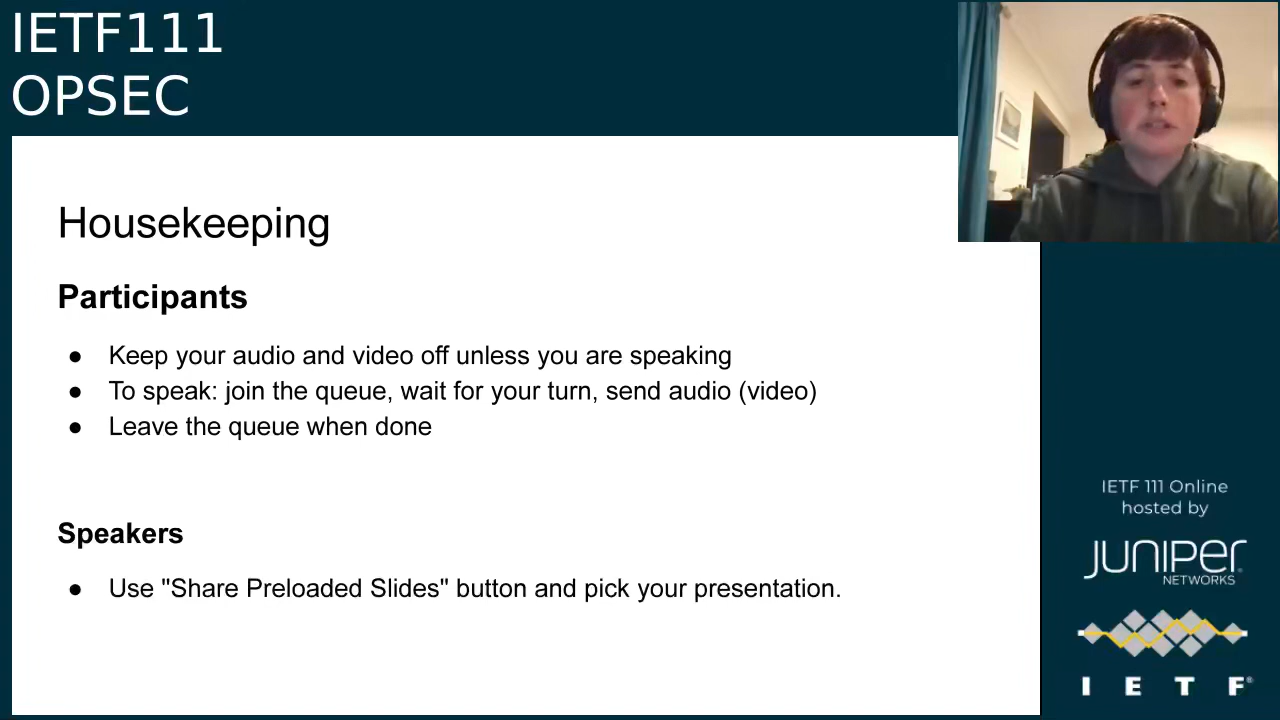 IETF111
OPSEC
Housekeeping
Participants
● Keep your audio and video off unless you are speaking
● To speak: join the queue, wait for your turn, send audio (video)
● Leave the queue when done
Speakers
● Use "Share Preloaded Slides" button and pick your presentation.
IETF 111 Online
hosted by
JUNIPER
NETWORKS
I E T F®